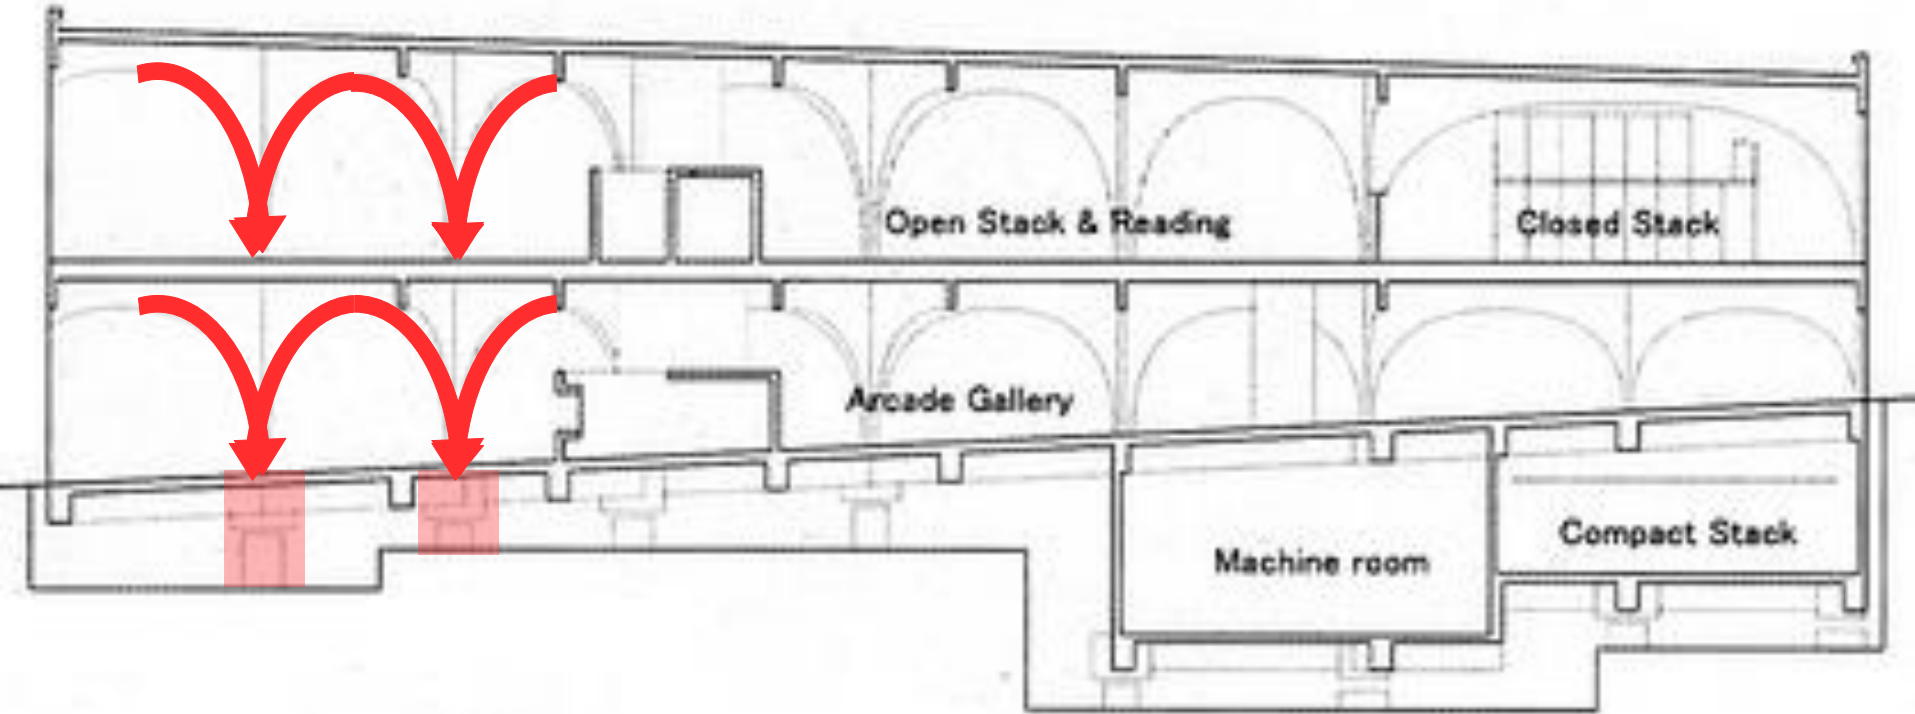 Open Stack & Reading
Closed Stack
Arcade Gallery
Machine room
Compact Stack